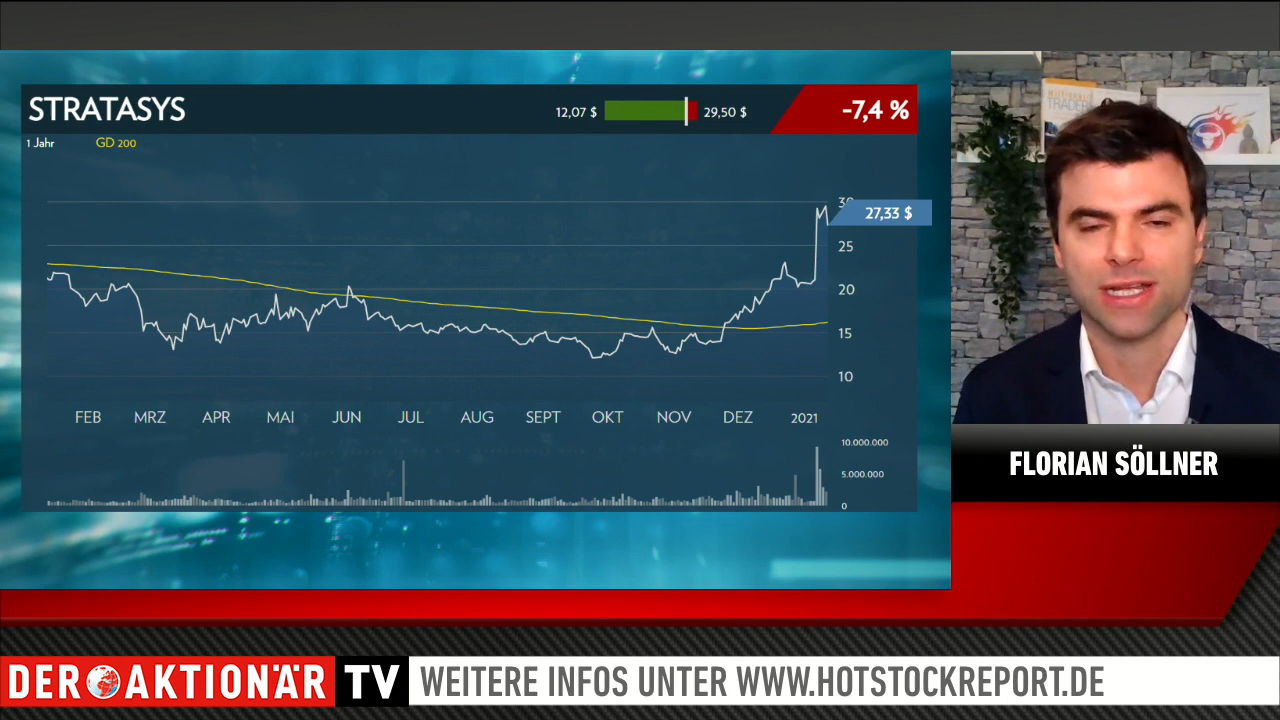 STRATASYS
12,07 $
29,50 $
-7,4 %
1 Jahr
GD 200
30
27,33 $
25
20
15
10
FEB MRZ APR MAI JUN JUL AUG SEPT OKT NOV DEZ 2021
10.000.000
5.000.000
0
TRADER
FLORIAN SÖLLNER
DER AKTIONÄR TV
WEITERE INFOS UNTER WWW.HOTSTOCKREPORT.DE